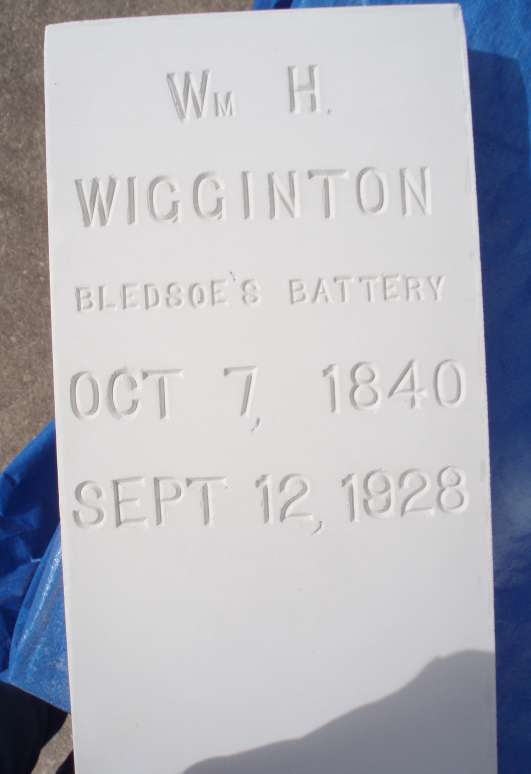 Wm H.
WIGGINTON
BLEDSOE'S BATTERY
OCT 7, 1840
SEPT 12, 1928